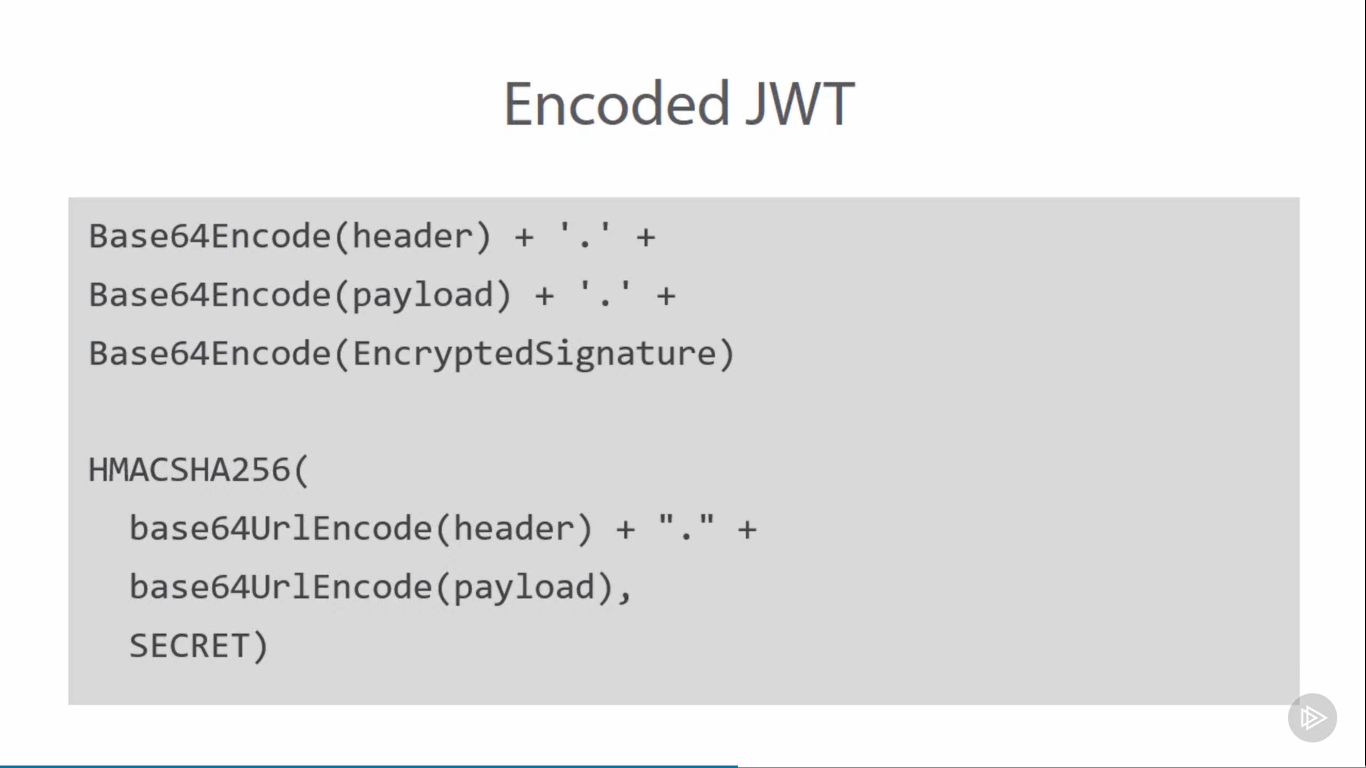 Encoded JWT
Base64Encode(header) + '.' +
Base64Encode(payload) + '.' +
Base64Encode(EncryptedSignature)
HMACSHA256(
base64UrlEncode(header) + "." +
base64UrlEncode(payload),
SECRET)